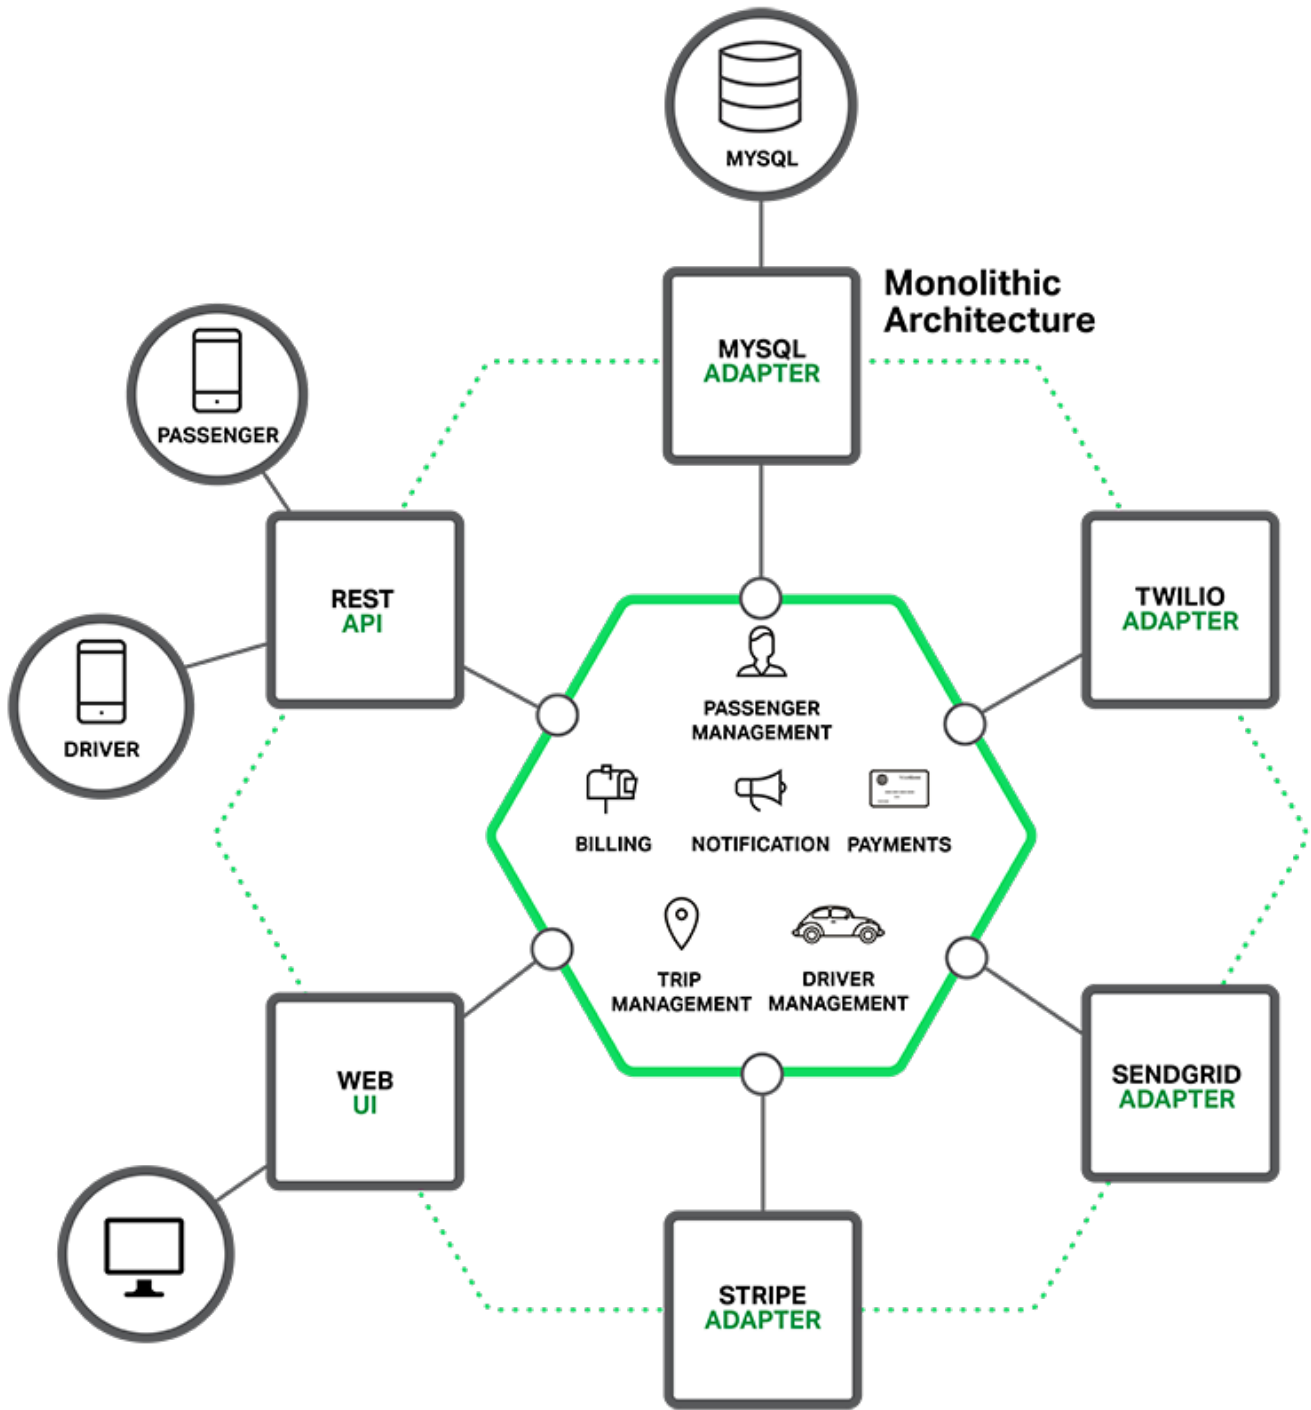 MYSQL
Monolithic
Architecture
MYSQL
ADAPTER
PASSENGER
REST
API
TWILIO
ADAPTER
DRIVER
PASSENGER
MANAGEMENT
BILLING
NOTIFICATION
PAYMENTS
TRIP
MANAGEMENT
DRIVER
MANAGEMENT
WEB
UI
SENDGRID
ADAPTER
STRIPE
ADAPTER